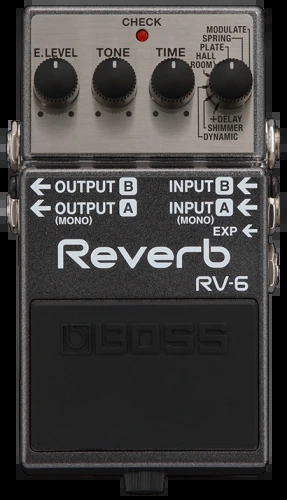 CHECK
E.LEVEL
TONE
TIME
MODULATE
SPRING
PLATE
HALL
ROOM
+DELAY
SHIMMER
DYNAMIC
← OUTPUT B
INPUT B ←
← OUTPUT A
(MONO)
INPUT A ←
(MONO)
EXP ←
Reverb
RV-6
BOSS